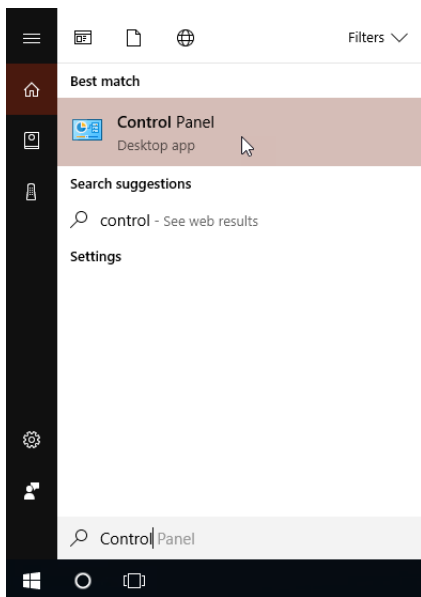 Filters
Best match
Control Panel
Desktop app
Search suggestions
control - See web results
Settings
Control Panel